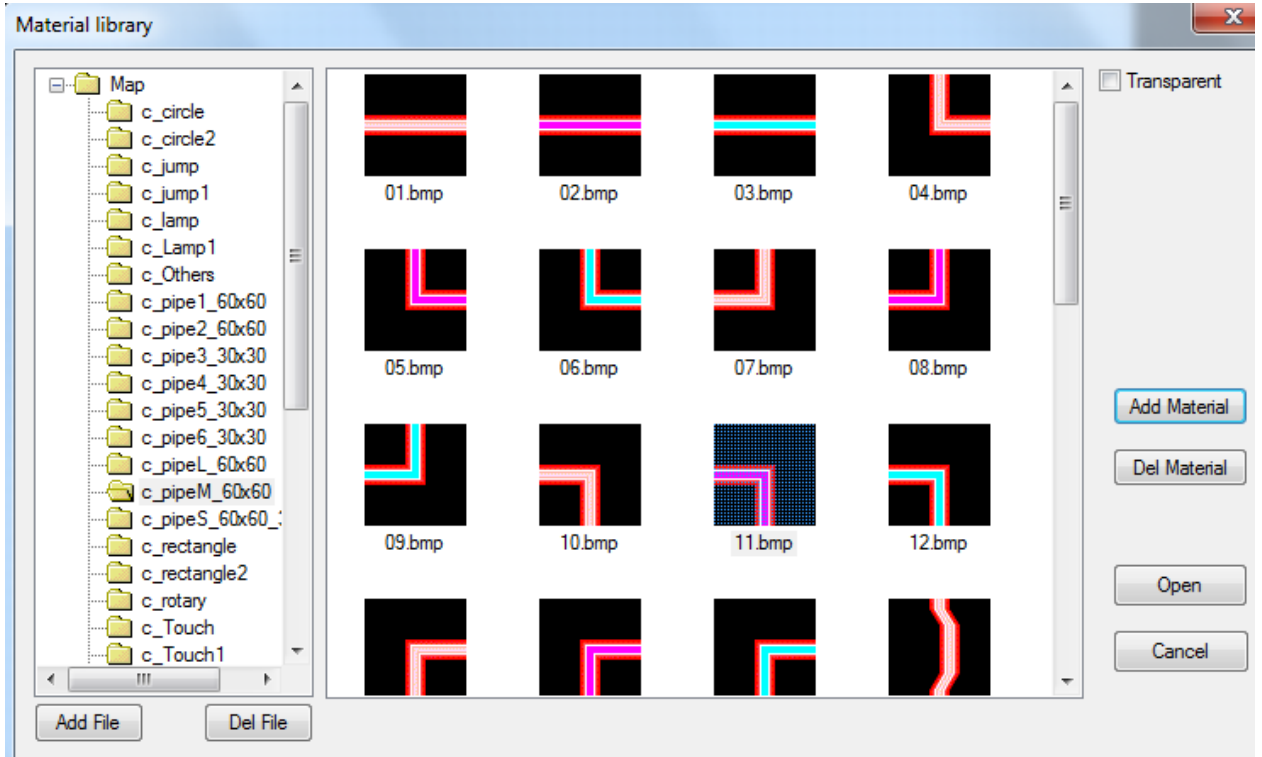 Material library
Map
c_circle
c_circle2
c_jump
c_jump1
c_lamp
c_Lamp1
c_Others
c_pipe1_60x60
c_pipe2_60x60
c_pipe3_30x30
c_pipe4_30x30
c_pipe5_30x30
c_pipe6_30x30
c_pipeL_60x60
c_pipeM_60x60
c_pipeS_60x60_
c_rectangle
c_rectangle2
c_rotary
c_Touch
c_Touch1
Add File Del File
01.bmp 02.bmp 03.bmp 04.bmp
05.bmp 06.bmp 07.bmp 08.bmp
09.bmp 10.bmp 11.bmp 12.bmp
Transparent
Add Material
Del Material
Open
Cancel